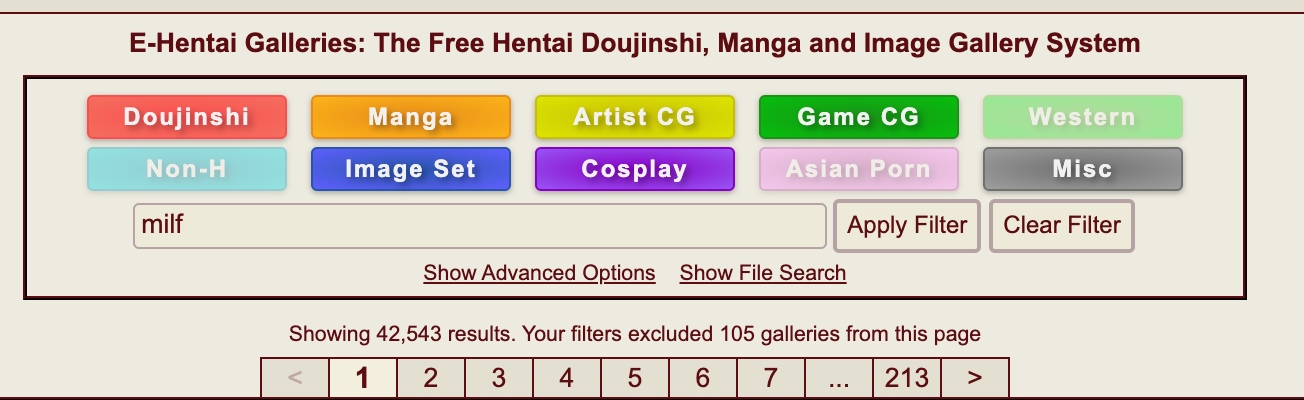 E-Hentai Galleries: The Free Hentai Doujinshi, Manga and Image Gallery System
Doujinshi Manga Artist CG Game CG Western
Non-H Image Set Cosplay Asian Porn Misc
milf Apply Filter Clear Filter
Show Advanced Options Show File Search
Showing 42,543 results. Your filters excluded 105 galleries from this page
< 1 2 3 4 5 6 7 ... 213 >